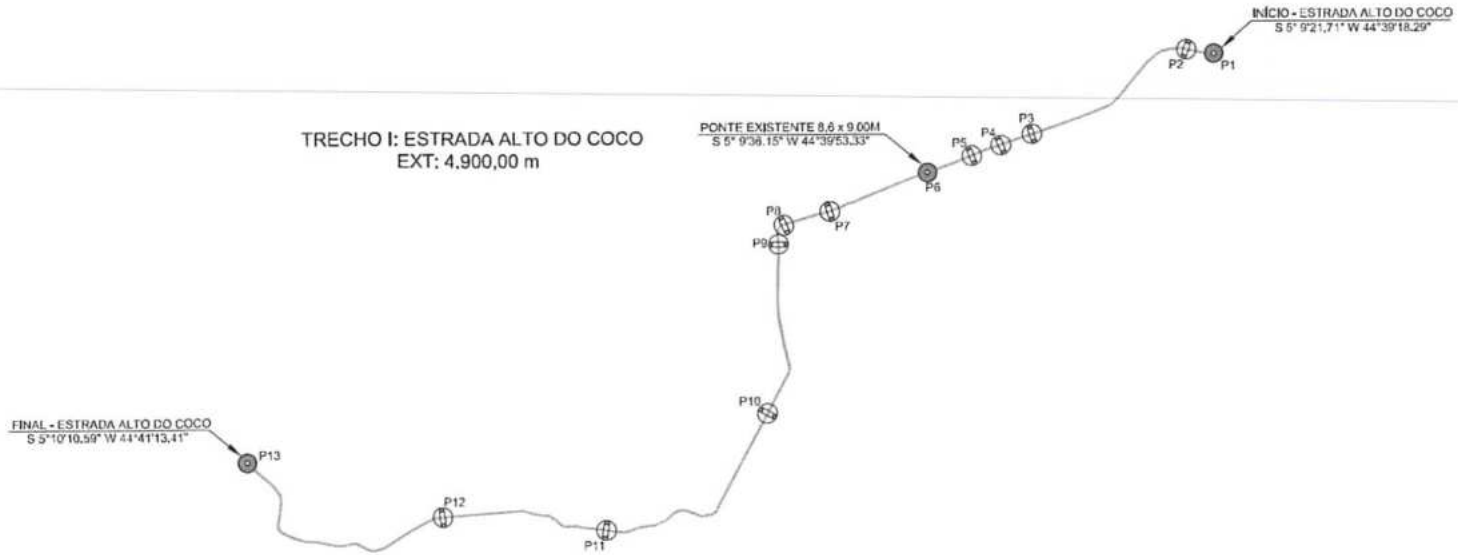 INÍCIO - ESTRADA ALTO DO COCO
S 5° 9'21,71" W 44°39'18.29"
P2
P1
TRECHO I: ESTRADA ALTO DO COCO
EXT: 4.900,00 m
PONTE EXISTENTE 8,6 x 9,00M
S 5° 9'36.15" W 44°39'53.33"
P5
P4
P3
P6
P8
P7
P9
P10
FINAL - ESTRADA ALTO DO COCO
S 5°10'10.59" W 44°41'13,41"
P13
P12
P11